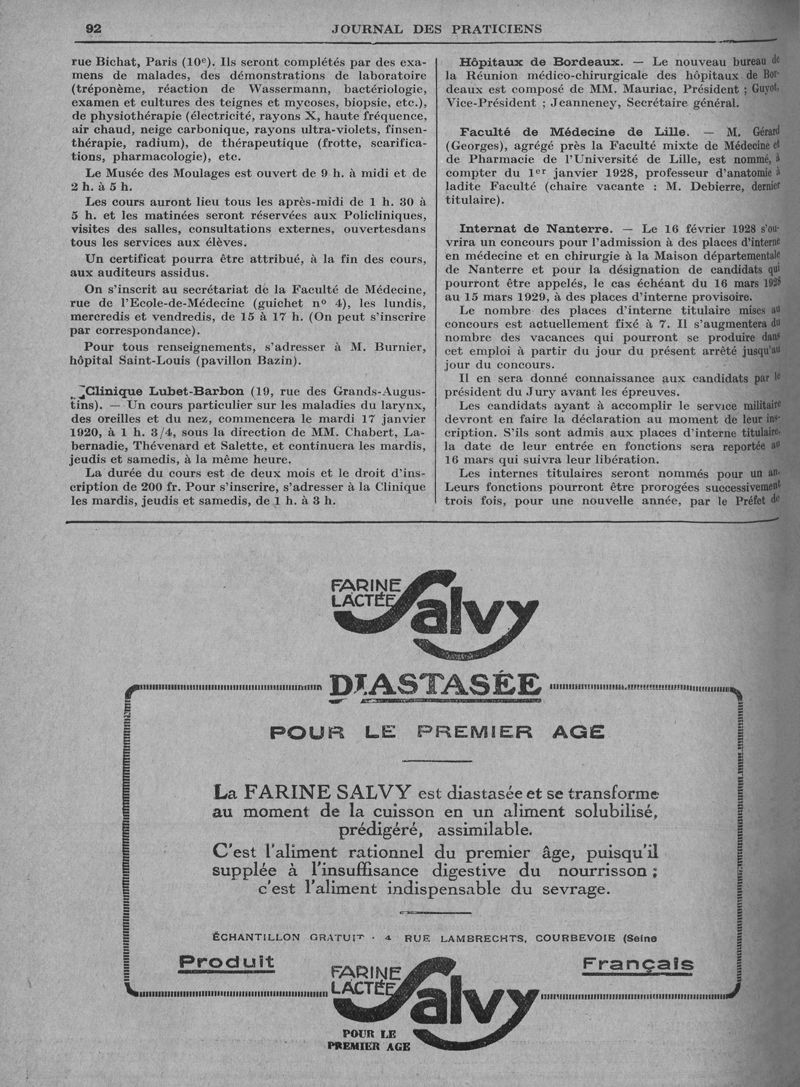 92
JOURNAL DES PRATICIENS
rue Bichat, Paris (10e). Ils seront complétés par des exa-
mens de malades, des démonstrations de laboratoire
(tréponème, réaction de Wassermann, bactériologie,
examen et cultures des teignes et mycoses, biopsie, etc.),
de physiothérapie (électricité, rayons X, haute fréquence,
air chaud, neige carbonique, rayons ultra-violets, finsen-
thérapie, radium), de thérapeutique (frotte, scarifica-
tions, pharmacologie), etc.
Le Musée des Moulages est ouvert de 9 h. à midi et de
2 h. à 5 h.
Les cours auront lieu tous les après-midi de 1 h. 30 à
5 h. et les matinées seront réservées aux Policliniques,
visites des salles, consultations externes, ouvertesdans
tous les services aux élèves.
Un certificat pourra être attribué, à la fin des cours,
aux auditeurs assidus.
On s'inscrit au secrétariat de la Faculté de Médecine,
rue de l'Ecole-de-Médecine (guichet nº 4), les lundis,
mercredis et vendredis, de 15 à 17 h. (On peut s'inscrire
par correspondance).
Pour tous renseignements, s'adresser à M. Burnier,
hôpital Saint-Louis (pavillon Bazin).
Clinique Lubet-Barbon (19, rue des Grands-Augus-
tins). — Un cours particulier sur les maladies du larynx,
des oreilles et du nez, commencera le mardi 17 janvier
1920, à 1 h. 3/4, sous la direction de MM. Chabert, La-
bernadie, Thévenard et Salette, et continuera les mardis,
jeudis et samedis, à la même heure.
La durée du cours est de deux mois et le droit d'ins-
cription de 200 fr. Pour s'inscrire, s'adresser à la Clinique
les mardis, jeudis et samedis, de 1 h. à 3 h.
Hôpitaux de Bordeaux. — Le nouveau bureau de
la Réunion médico-chirurgicale des hôpitaux de Bor-
deaux est composé de MM. Mauriac, Président ; Guyot,
Vice-Président ; Jeanneney, Secrétaire général.
Faculté de Médecine de Lille. — M. Gérard
(Georges), agrégé près la Faculté mixte de Médecine et
de Pharmacie de l'Université de Lille, est nommé, à
compter du 1er janvier 1928, professeur d'anatomie à
ladite Faculté (chaire vacante : M. Debierre, dernier
titulaire).
Internat de Nanterre. — Le 16 février 1928 s'ou-
vrira un concours pour l'admission à des places d'interne
en médecine et en chirurgie à la Maison départementale
de Nanterre et pour la désignation de candidats qui
pourront être appelés, le cas échéant du 16 mars 1928
au 15 mars 1929, à des places d'interne provisoire.
Le nombre des places d'interne titulaire mises au
concours est actuellement fixé à 7. Il s'augmentera du
nombre des vacances qui pourront se produire dans
cet emploi à partir du jour du présent arrêté jusqu'au
jour du concours.
Il en sera donné connaissance aux candidats par le
président du Jury avant les épreuves.
Les candidats ayant à accomplir le service militaire
devront en faire la déclaration au moment de leur ins-
cription. S'ils sont admis aux places d'interne titulaire,
la date de leur entrée en fonctions sera reportée au
16 mars qui suivra leur libération.
Les internes titulaires seront nommés pour un an.
Leurs fonctions pourront être prorogées successivement
trois fois, pour une nouvelle année, par le Préfet de
FARINE
LACTÉE
Salvy
DIASTASÉE
POUR LE PREMIER AGE
La FARINE SALVY est diastasée et se transforme
au moment de la cuisson en un aliment solubilisé,
prédigéré, assimilable.
C'est l'aliment rationnel du premier âge, puisqu'il
supplée à l'insuffisance digestive du nourrisson ;
c'est l'aliment indispensable du sevrage.
ÉCHANTILLON GRATUIT · 4 RUE LAMBRECHTS, COURBEVOIE (Seine
Produit
Français
FARINE
LACTÉE
Salvy
POUR LE
PREMIER AGE